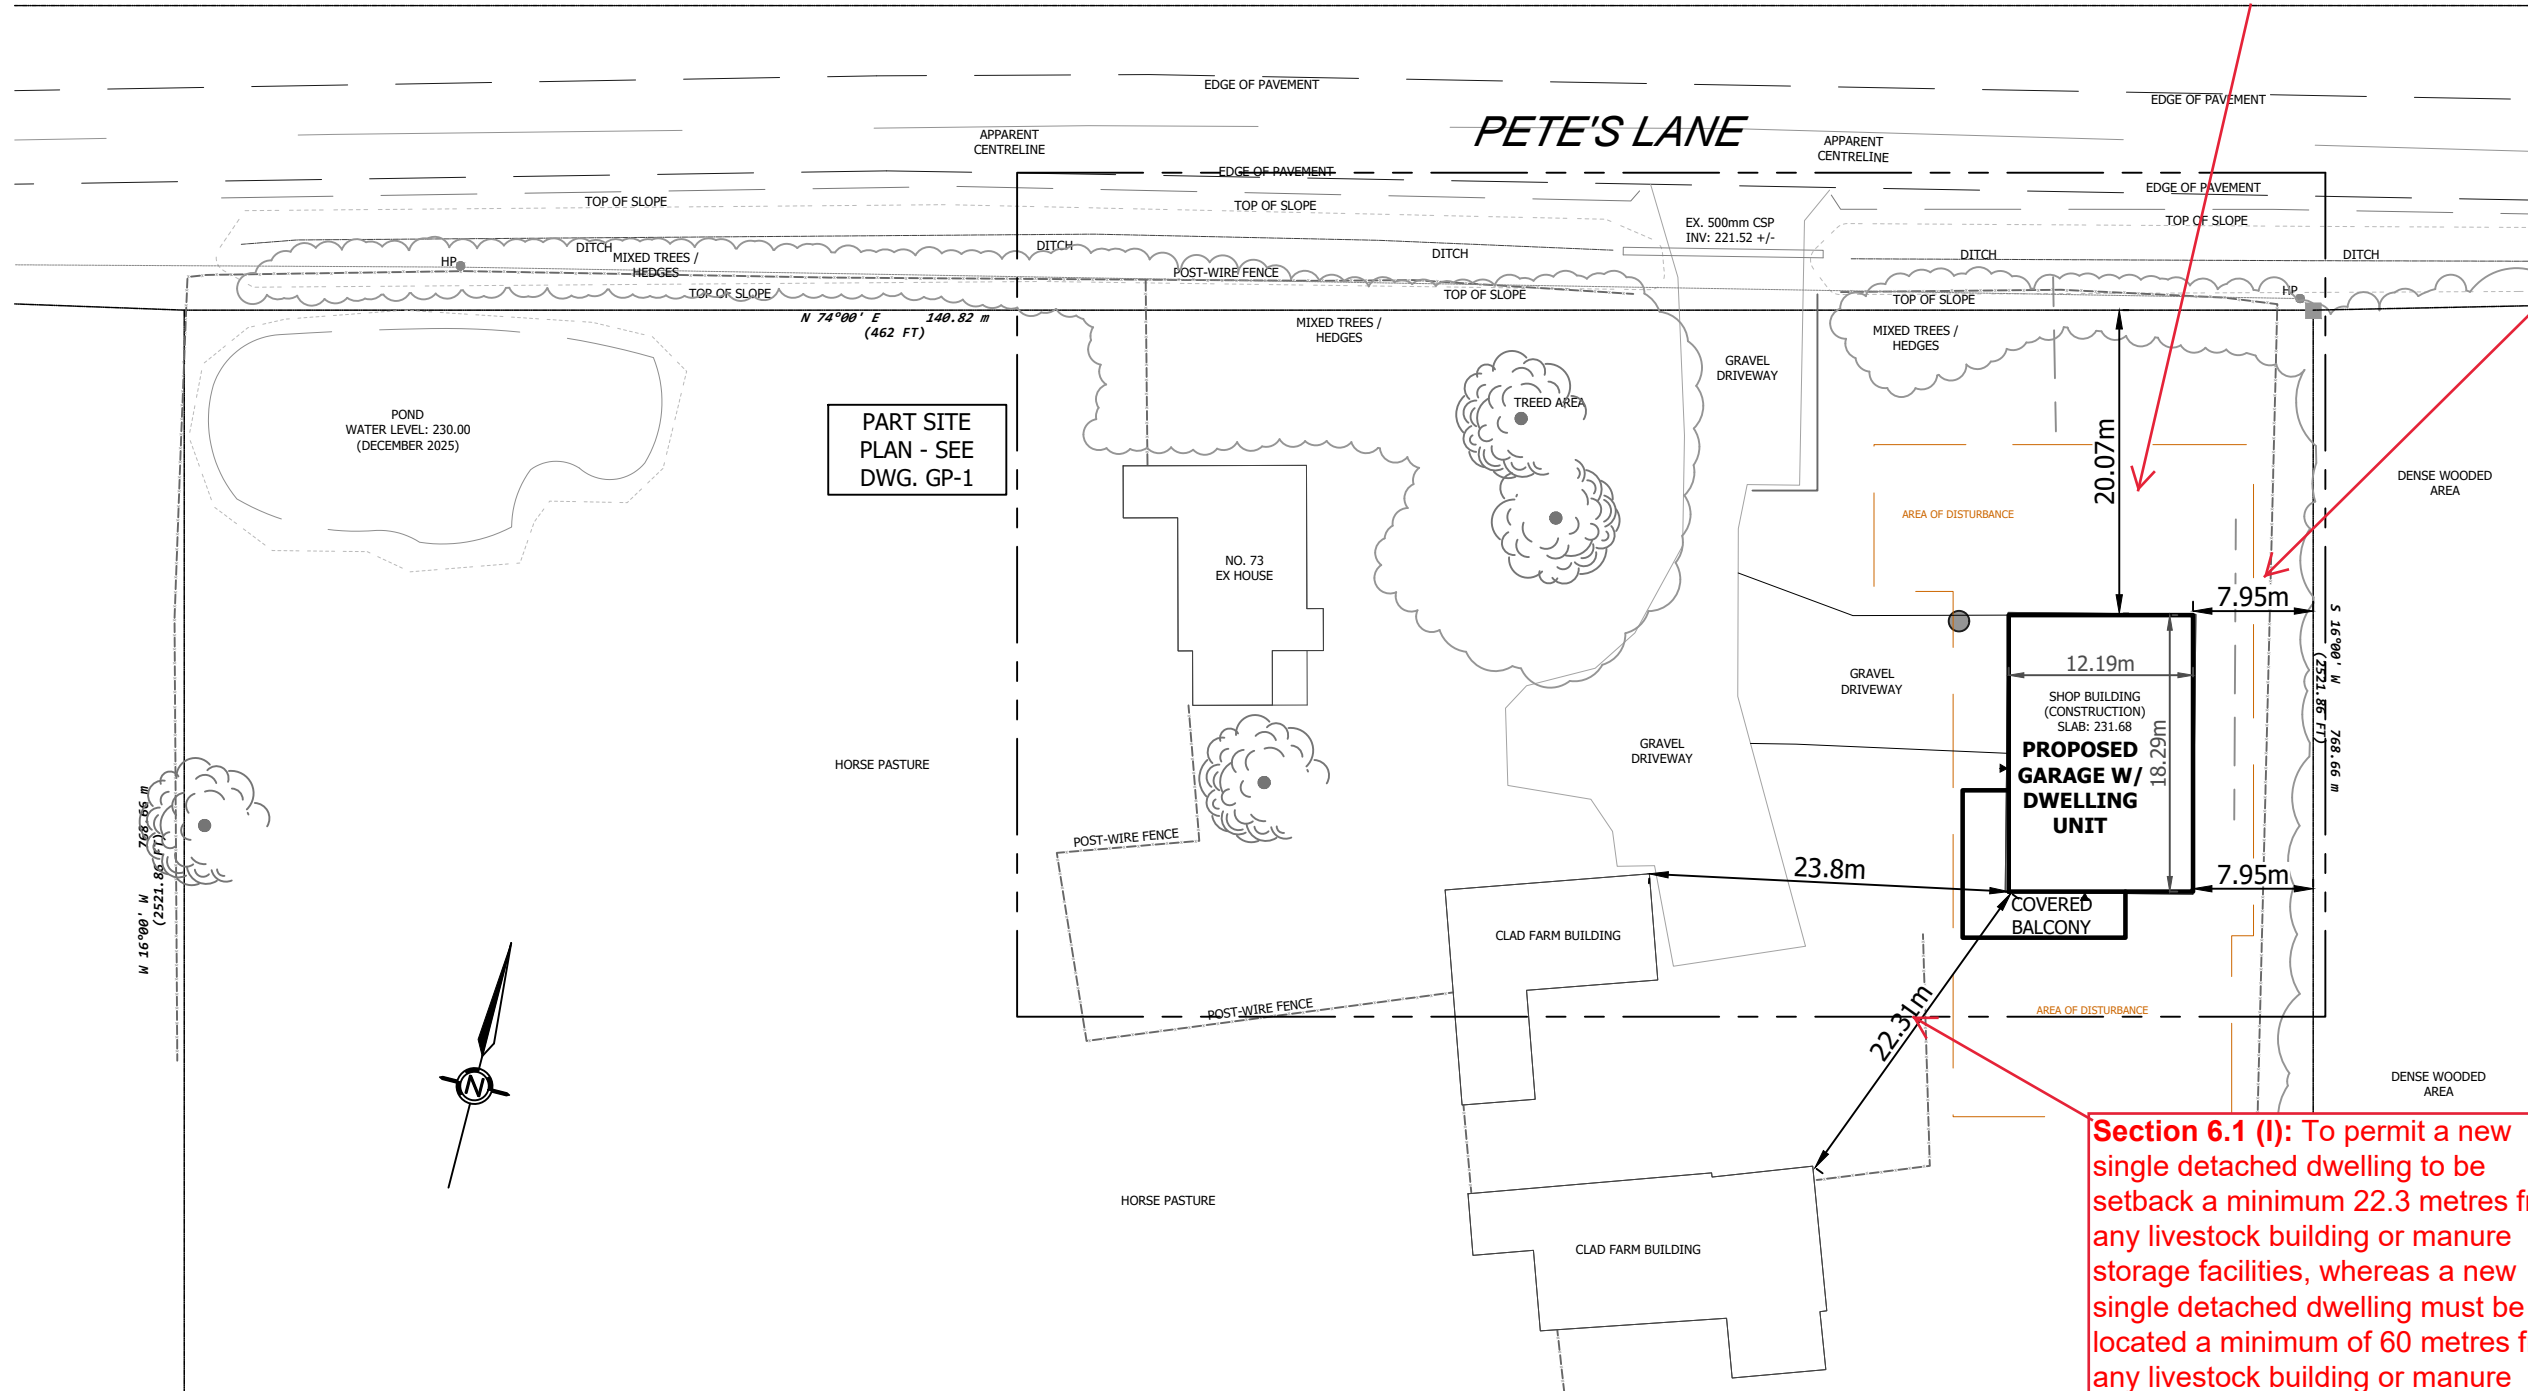 EDGE OF PAVEMENT
EDGE OF PAVEMENT
PETE'S LANE
APPARENT
CENTRELINE
APPARENT
CENTRELINE
EDGE OF PAVEMENT
EDGE OF PAVEMENT
TOP OF SLOPE
TOP OF SLOPE
TOP OF SLOPE
EX. 500mm CSP
INV: 221.52 +/-
DITCH
DITCH
DITCH
DITCH
DITCH
HP
MIXED TREES /
HEDGES
POST-WIRE FENCE
TOP OF SLOPE
TOP OF SLOPE
TOP OF SLOPE
HP
N 74°00' E 140.82 m
(462 FT)
MIXED TREES /
HEDGES
MIXED TREES /
HEDGES
GRAVEL
DRIVEWAY
POND
WATER LEVEL: 230.00
(DECEMBER 2025)
PART SITE
PLAN - SEE
DWG. GP-1
TREED AREA
20.07m
DENSE WOODED
AREA
AREA OF DISTURBANCE
NO. 73
EX HOUSE
7.95m
S 16°00' W 768.66 m
(2521.86 FT)
12.19m
GRAVEL
DRIVEWAY
SHOP BUILDING
(CONSTRUCTION)
SLAB: 231.68
18.29m
PROPOSED
GARAGE W/
DWELLING
UNIT
GRAVEL
DRIVEWAY
HORSE PASTURE
W 16°00' W 768.66 m
(2521.86 FT)
POST-WIRE FENCE
23.8m
7.95m
COVERED
BALCONY
CLAD FARM BUILDING
N
POST-WIRE FENCE
22.31m
AREA OF DISTURBANCE
DENSE WOODED
AREA
HORSE PASTURE
CLAD FARM BUILDING
Section 6.1 (l): To permit a new
single detached dwelling to be
setback a minimum 22.3 metres
any livestock building or manure
storage facilities, whereas a new
single detached dwelling must be
located a minimum of 60 metres
any livestock building or manure